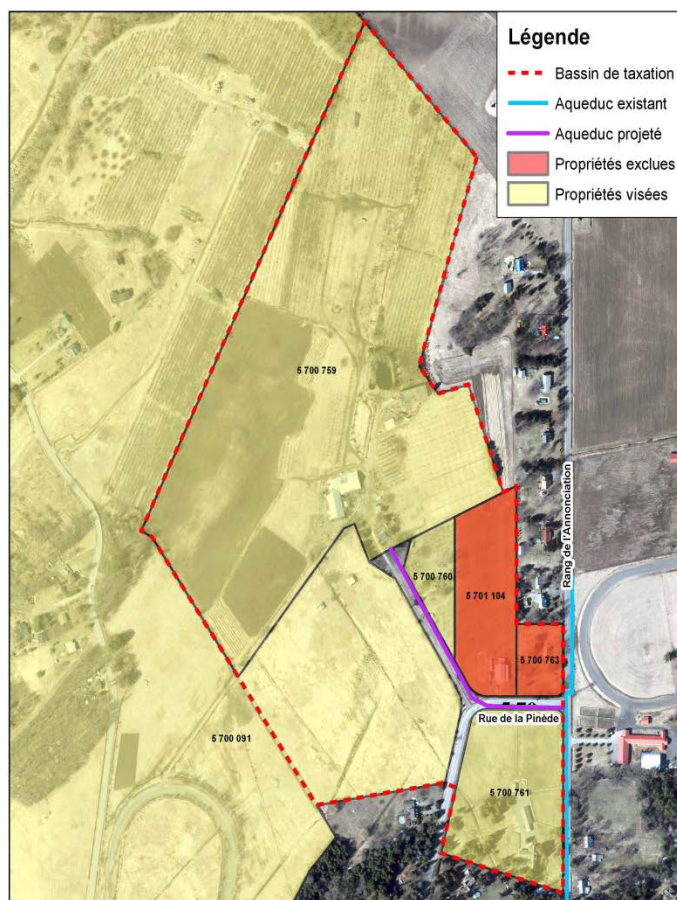 Légende
Bassin de taxation
Aqueduc existant
Aqueduc projeté
Propriétés exclues
Propriétés visées
5 700 759
Rang de l'Annonciation
5 700 760
5 701 104
5 700 763
Rue de la Pinède
5 700 091
5 700 761